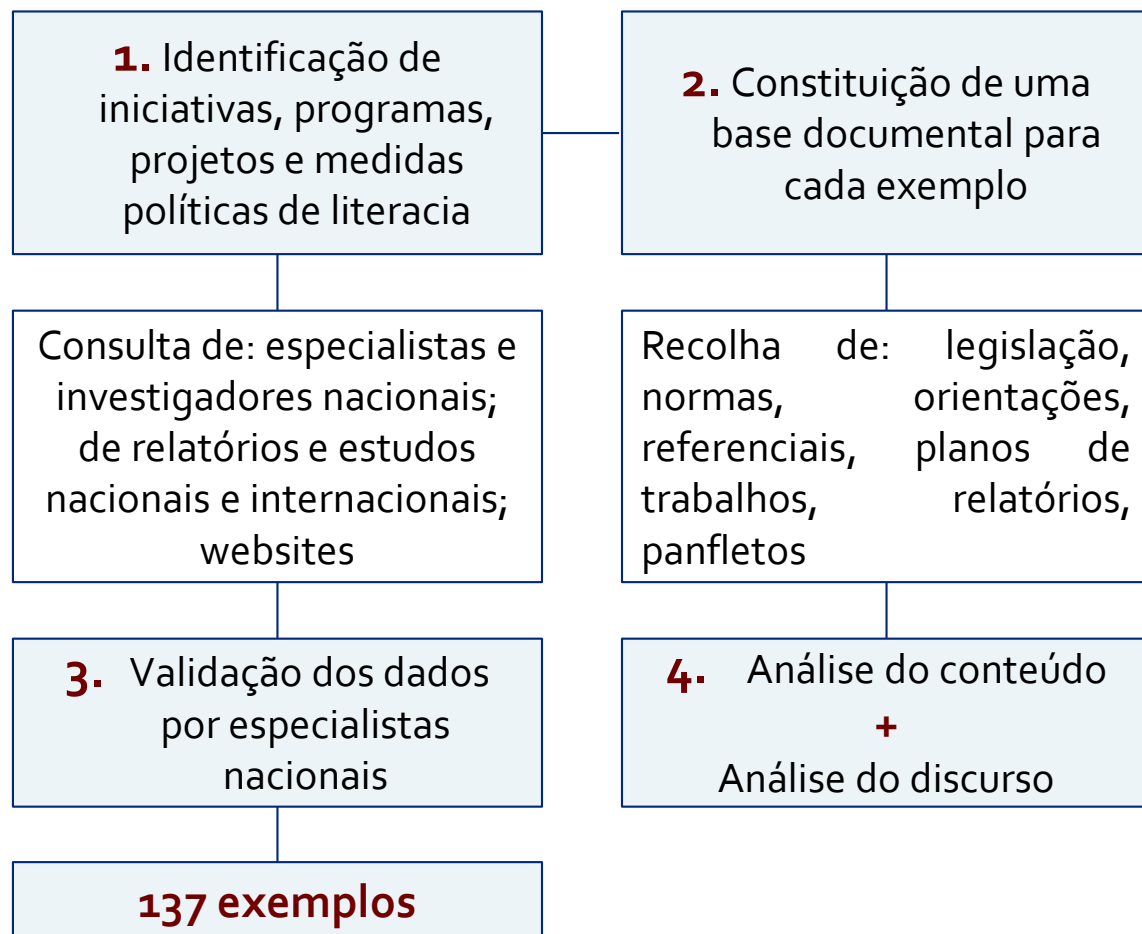 1. Identificação de
iniciativas, programas,
projetos e medidas
políticas de literacia
2. Constituição de uma
base documental para
cada exemplo
Consulta de: especialistas e
investigadores nacionais;
de relatórios e estudos
nacionais e internacionais;
websites
Recolha de: legislação,
normas, orientações,
referenciais, planos de
trabalhos, relatórios,
panfletos
3. Validação dos dados
por especialistas
nacionais
4. Análise do conteúdo
+
Análise do discurso
137 exemplos